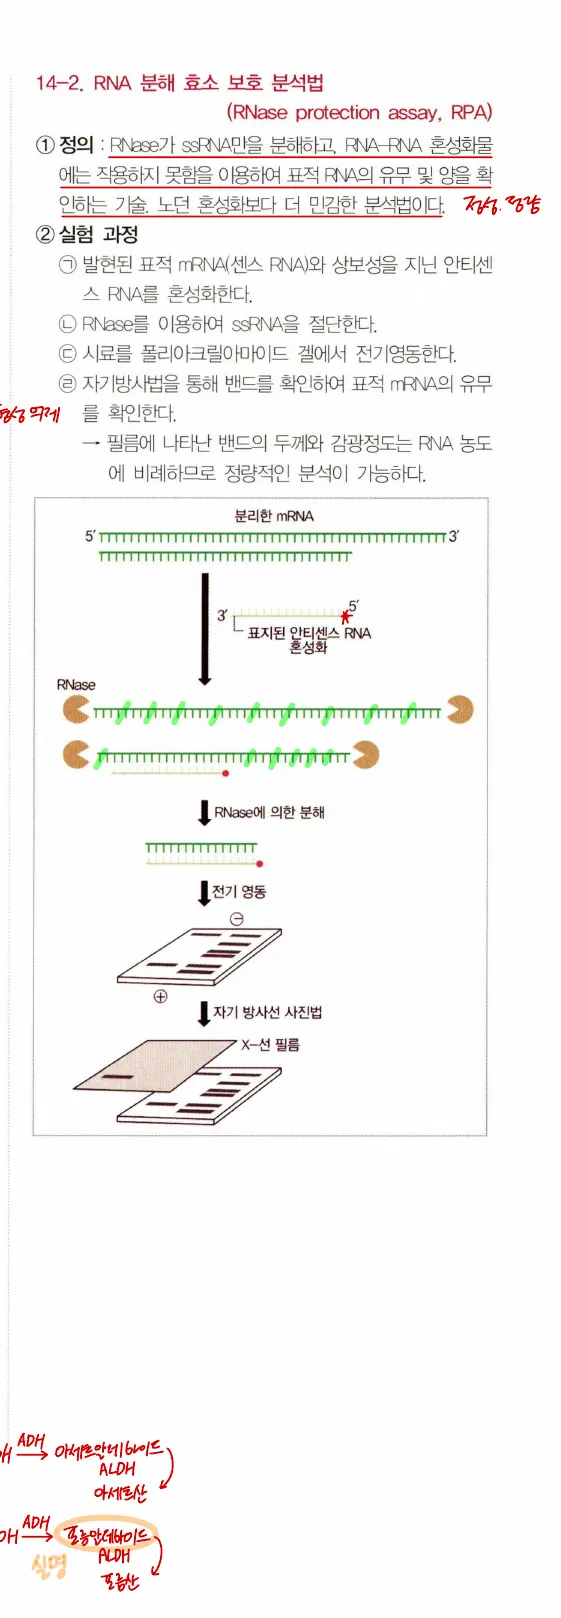 14-2. RNA 분해 효소 보호 분석법
(RNase protection assay, RPA)
① 정의 : RNase가 ssRNA만을 분해하고, RNA-RNA 혼성화물
에는 작용하지 못함을 이용하여 표적 RNA의 유무 및 양을 확
인하는 기술. 노던 혼성화보다 더 민감한 분석법이다. 정성. 정량
② 실험 과정
㉠ 발현된 표적 mRNA(센스 RNA)와 상보성을 지닌 안티센
스 RNA를 혼성화한다.
㉡ RNase를 이용하여 ssRNA을 절단한다.
㉢ 시료를 폴리아크릴아마이드 겔에서 전기영동한다.
㉣ 자기방사법을 통해 밴드를 확인하여 표적 mRNA의 유무
를 확인한다.
→ 필름에 나타난 밴드의 두께와 감광정도는 RNA 농도
에 비례하므로 정량적인 분석이 가능하다.
분리한 mRNA
5′ 3′
3′ 5′
표지된 안티센스 RNA
혼성화
RNase
RNase에 의한 분해
전기 영동
⊖
⊕
자기 방사선 사진법
X-선 필름
ADH → 아세트알데하이드
ALDH
아세트산
OH ADH → 포름알데하이드
ALDH
실명
포름산